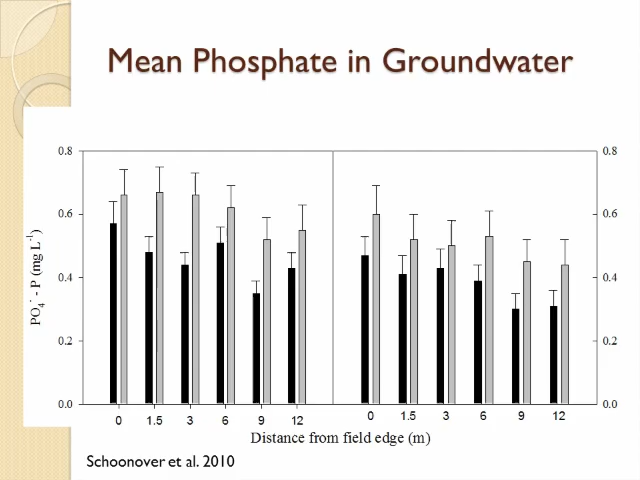 Mean Phosphate in Groundwater
0.8 0.8
0.6 0.6
0.4 0.4
0.2 0.2
0.0 0.0
PO4- - P (mg L-1)
0 1.5 3 6 9 12 0 1.5 3 6 9 12
Distance from field edge (m)
Schoonover et al. 2010